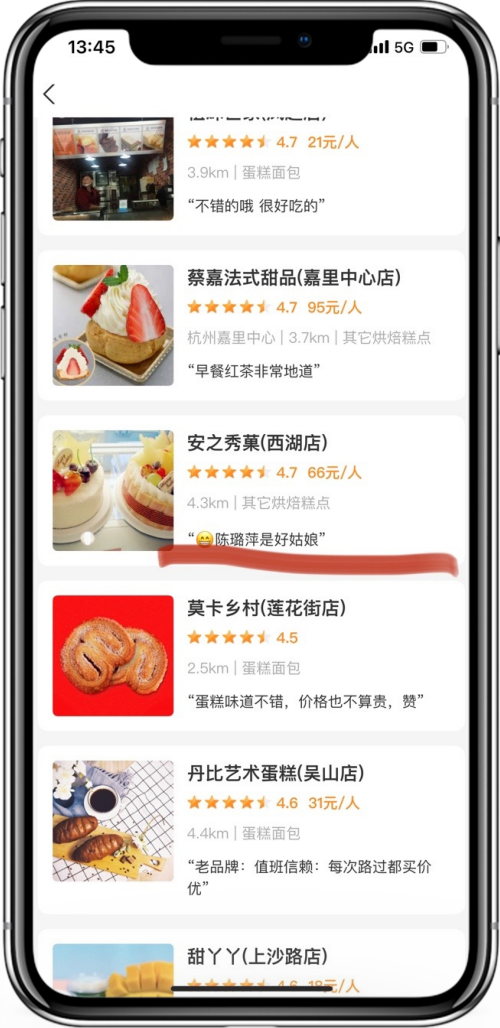 13:45
5G
4.7 21元/人
3.9km | 蛋糕面包
“不错的哦 很好吃的”
蔡嘉法式甜品(嘉里中心店)
4.7 95元/人
杭州嘉里中心 | 3.7km | 其它烘焙糕点
“早餐红茶非常地道”
安之秀菓(西湖店)
4.7 66元/人
4.3km | 其它烘焙糕点
“😁陈璐萍是好姑娘”
莫卡乡村(莲花街店)
4.5
2.5km | 蛋糕面包
“蛋糕味道不错，价格也不算贵，赞”
丹比艺术蛋糕(吴山店)
4.6 31元/人
4.4km | 蛋糕面包
“老品牌：值班信赖：每次路过都买价
优”
甜丫丫(上沙路店)
4.6 18元/人